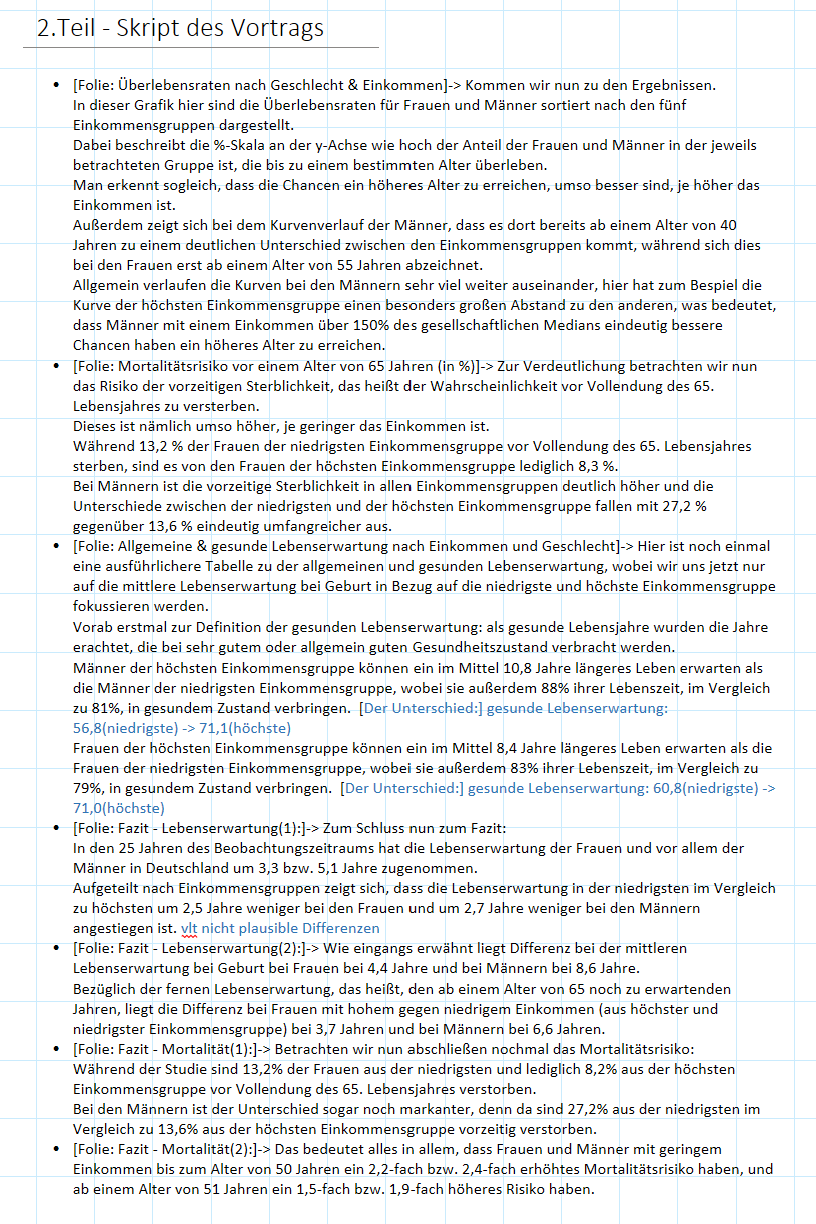 2.Teil - Skript des Vortrags
• [Folie: Überlebensraten nach Geschlecht & Einkommen]-> Kommen wir nun zu den Ergebnissen.
In dieser Grafik hier sind die Überlebensraten für Frauen und Männer sortiert nach den fünf
Einkommensgruppen dargestellt.
Dabei beschreibt die %-Skala an der y-Achse wie hoch der Anteil der Frauen und Männer in der jeweils
betrachteten Gruppe ist, die bis zu einem bestimmten Alter überleben.
Man erkennt sogleich, dass die Chancen ein höheres Alter zu erreichen, umso besser sind, je höher das
Einkommen ist.
Außerdem zeigt sich bei dem Kurvenverlauf der Männer, dass es dort bereits ab einem Alter von 40
Jahren zu einem deutlichen Unterschied zwischen den Einkommensgruppen kommt, während sich dies
bei den Frauen erst ab einem Alter von 55 Jahren abzeichnet.
Allgemein verlaufen die Kurven bei den Männern sehr viel weiter auseinander, hier hat zum Bespiel die
Kurve der höchsten Einkommensgruppe einen besonders großen Abstand zu den anderen, was bedeutet,
dass Männer mit einem Einkommen über 150% des gesellschaftlichen Medians eindeutig bessere
Chancen haben ein höheres Alter zu erreichen.
• [Folie: Mortalitätsrisiko vor einem Alter von 65 Jahren (in %)]-> Zur Verdeutlichung betrachten wir nun
das Risiko der vorzeitigen Sterblichkeit, das heißt der Wahrscheinlichkeit vor Vollendung des 65.
Lebensjahres zu versterben.
Dieses ist nämlich umso höher, je geringer das Einkommen ist.
Während 13,2 % der Frauen der niedrigsten Einkommensgruppe vor Vollendung des 65. Lebensjahres
sterben, sind es von den Frauen der höchsten Einkommensgruppe lediglich 8,3 %.
Bei Männern ist die vorzeitige Sterblichkeit in allen Einkommensgruppen deutlich höher und die
Unterschiede zwischen der niedrigsten und der höchsten Einkommensgruppe fallen mit 27,2 %
gegenüber 13,6 % eindeutig umfangreicher aus.
• [Folie: Allgemeine & gesunde Lebenserwartung nach Einkommen und Geschlecht]-> Hier ist noch einmal
eine ausführlichere Tabelle zu der allgemeinen und gesunden Lebenserwartung, wobei wir uns jetzt nur
auf die mittlere Lebenserwartung bei Geburt in Bezug auf die niedrigste und höchste Einkommensgruppe
fokussieren werden.
Vorab erstmal zur Definition der gesunden Lebenserwartung: als gesunde Lebensjahre wurden die Jahre
erachtet, die bei sehr gutem oder allgemein guten Gesundheitszustand verbracht werden.
Männer der höchsten Einkommensgruppe können ein im Mittel 10,8 Jahre längeres Leben erwarten als
die Männer der niedrigsten Einkommensgruppe, wobei sie außerdem 88% ihrer Lebenszeit, im Vergleich
zu 81%, in gesundem Zustand verbringen. [Der Unterschied:] gesunde Lebenserwartung:
56,8(niedrigste) -> 71,1(höchste)
Frauen der höchsten Einkommensgruppe können ein im Mittel 8,4 Jahre längeres Leben erwarten als die
Frauen der niedrigsten Einkommensgruppe, wobei sie außerdem 83% ihrer Lebenszeit, im Vergleich zu
79%, in gesundem Zustand verbringen. [Der Unterschied:] gesunde Lebenserwartung: 60,8(niedrigste) ->
71,0(höchste)
• [Folie: Fazit - Lebenserwartung(1):]-> Zum Schluss nun zum Fazit:
In den 25 Jahren des Beobachtungszeitraums hat die Lebenserwartung der Frauen und vor allem der
Männer in Deutschland um 3,3 bzw. 5,1 Jahre zugenommen.
Aufgeteilt nach Einkommensgruppen zeigt sich, dass die Lebenserwartung in der niedrigsten im Vergleich
zu höchsten um 2,5 Jahre weniger bei den Frauen und um 2,7 Jahre weniger bei den Männern
angestiegen ist. vlt nicht plausible Differenzen
• [Folie: Fazit - Lebenserwartung(2):]-> Wie eingangs erwähnt liegt Differenz bei der mittleren
Lebenserwartung bei Geburt bei Frauen bei 4,4 Jahre und bei Männern bei 8,6 Jahre.
Bezüglich der fernen Lebenserwartung, das heißt, den ab einem Alter von 65 noch zu erwartenden
Jahren, liegt die Differenz bei Frauen mit hohem gegen niedrigem Einkommen (aus höchster und
niedrigster Einkommensgruppe) bei 3,7 Jahren und bei Männern bei 6,6 Jahren.
• [Folie: Fazit - Mortalität(1):]-> Betrachten wir nun abschließen nochmal das Mortalitätsrisiko:
Während der Studie sind 13,2% der Frauen aus der niedrigsten und lediglich 8,2% aus der höchsten
Einkommensgruppe vor Vollendung des 65. Lebensjahres verstorben.
Bei den Männern ist der Unterschied sogar noch markanter, denn da sind 27,2% aus der niedrigsten im
Vergleich zu 13,6% aus der höchsten Einkommensgruppe vorzeitig verstorben.
• [Folie: Fazit - Mortalität(2):]-> Das bedeutet alles in allem, dass Frauen und Männer mit geringem
Einkommen bis zum Alter von 50 Jahren ein 2,2-fach bzw. 2,4-fach erhöhtes Mortalitätsrisiko haben, und
ab einem Alter von 51 Jahren ein 1,5-fach bzw. 1,9-fach höheres Risiko haben.